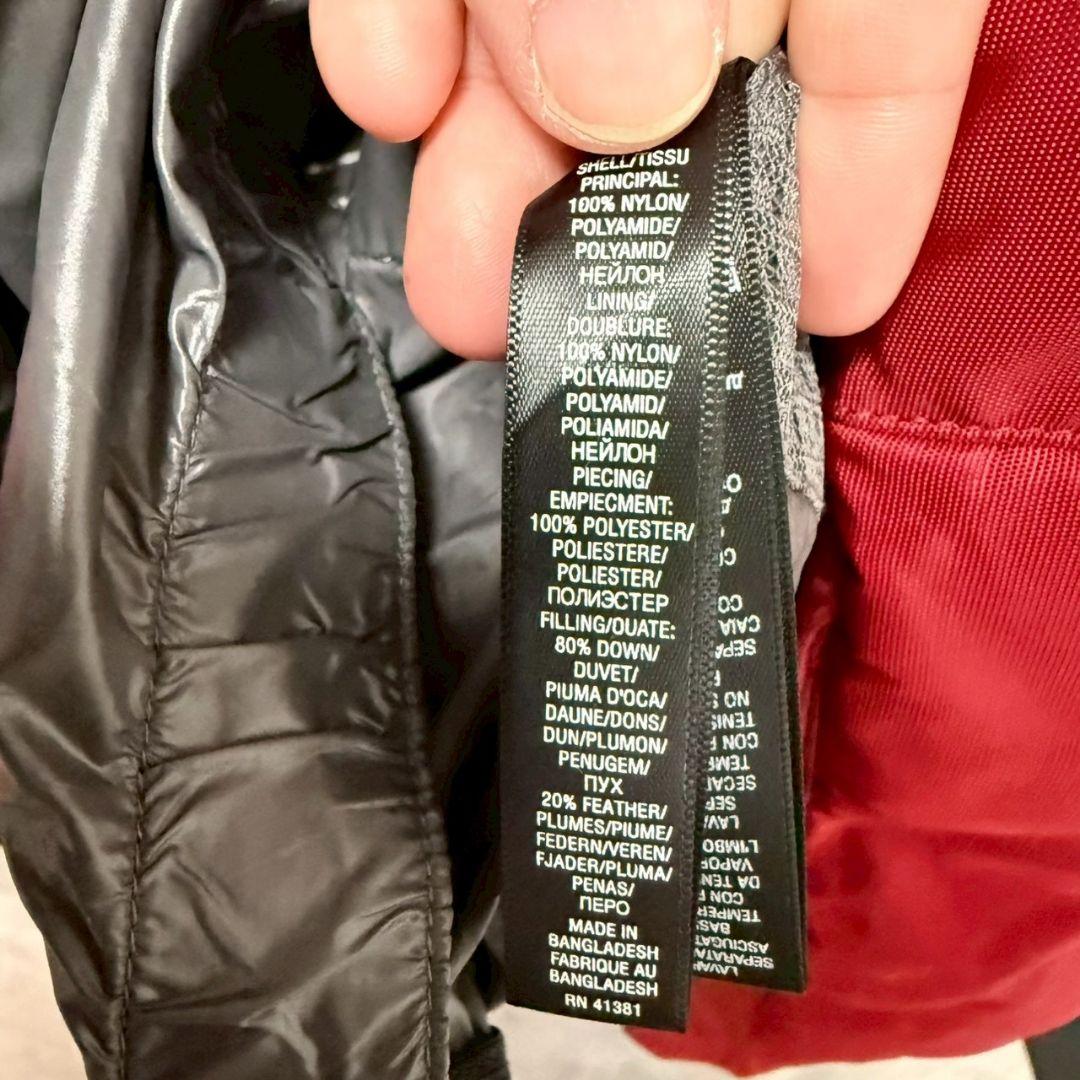 SHELL/TISSU
PRINCIPAL:
100% NYLON/
POLYAMIDE/
POLYAMID/
НЕЙЛОН
LINING/
DOUBLURE:
100% NYLON/
POLYAMIDE/
POLYAMID/
POLIAMIDA/
НЕЙЛОН
PIECING/
EMPIECMENT:
100% POLYESTER/
POLIESTERE/
POLIESTER/
ПОЛИЭСТЕР
FILLING/OUATE:
80% DOWN/
DUVET/
PIUMA D'OCA/
DAUNE/DONS/
DUN/PLUMON/
PENUGEM/
ПУХ
20% FEATHER/
PLUMES/PIUME/
FEDERN/VEREN/
FJADER/PLUMA/
PENAS/
ПЕРО
MADE IN
BANGLADESH
FABRIQUE AU
BANGLADESH
RN 41381